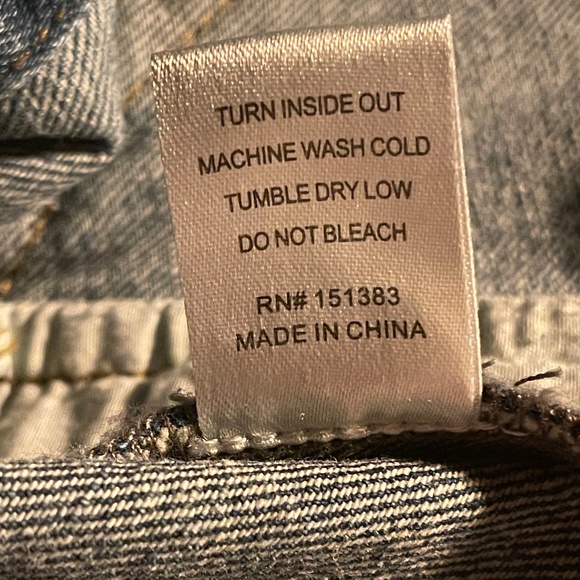 TURN INSIDE OUT
MACHINE WASH COLD
TUMBLE DRY LOW
DO NOT BLEACH
RN# 151383
MADE IN CHINA